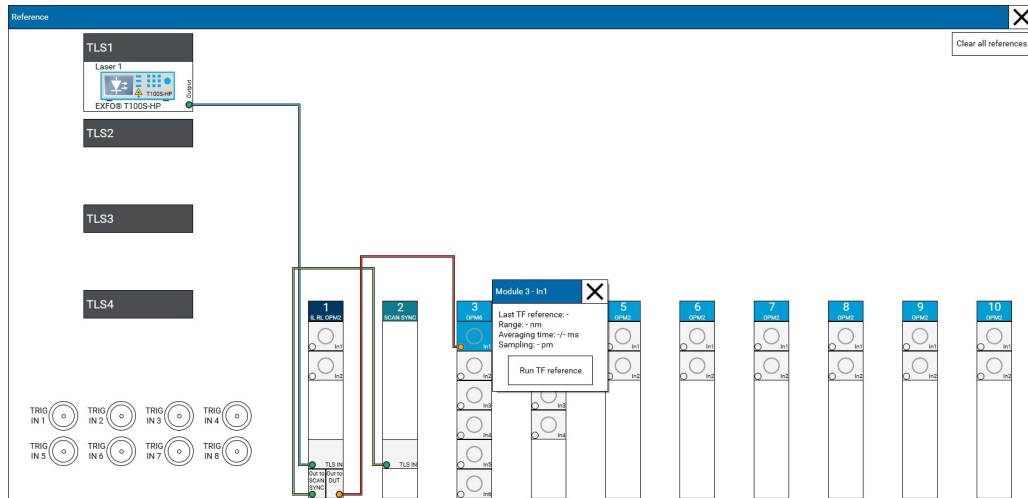 Reference
Clear all references
TLS1
Laser 1
T100S-HP
Output
EXFO® T100S-HP
TLS2
TLS3
TLS4
Module 3 - In1
Last TF reference: -
Range: - nm
Averaging time: -/- ms
Sampling: - pm
Run TF reference
1
IL RL OPM2
In1
In2
TLS IN
Out to SCAN SYNC
Out to DUT
2
SCAN SYNC
TLS IN
3
OPM6
In1
In2
In3
In4
In5
In6
In3
In4
5
OPM2
In1
In2
6
OPM2
In1
In2
7
OPM2
In1
In2
8
OPM2
In1
In2
9
OPM2
In1
In2
10
OPM2
In1
In2
TRIG IN 1
TRIG IN 2
TRIG IN 3
TRIG IN 4
TRIG IN 5
TRIG IN 6
TRIG IN 7
TRIG IN 8